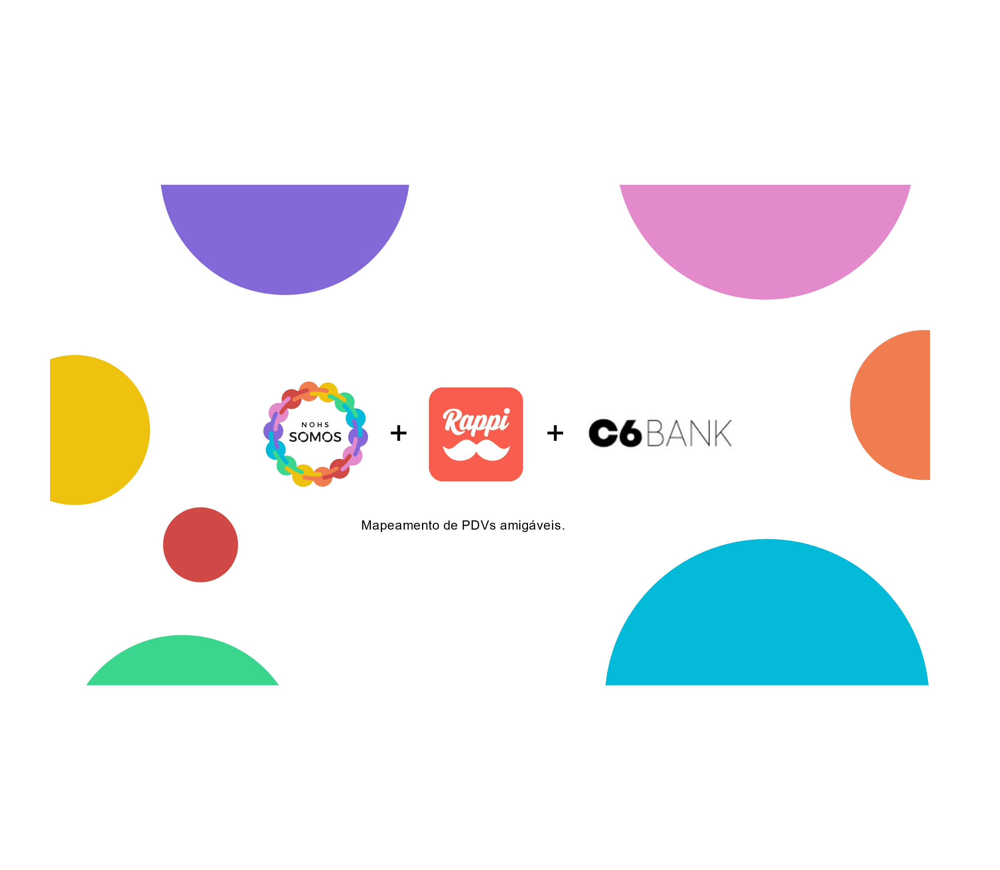 NOHS
SOMOS
+
Rappi
+
C6BANK
Mapeamento de PDVs amigáveis.